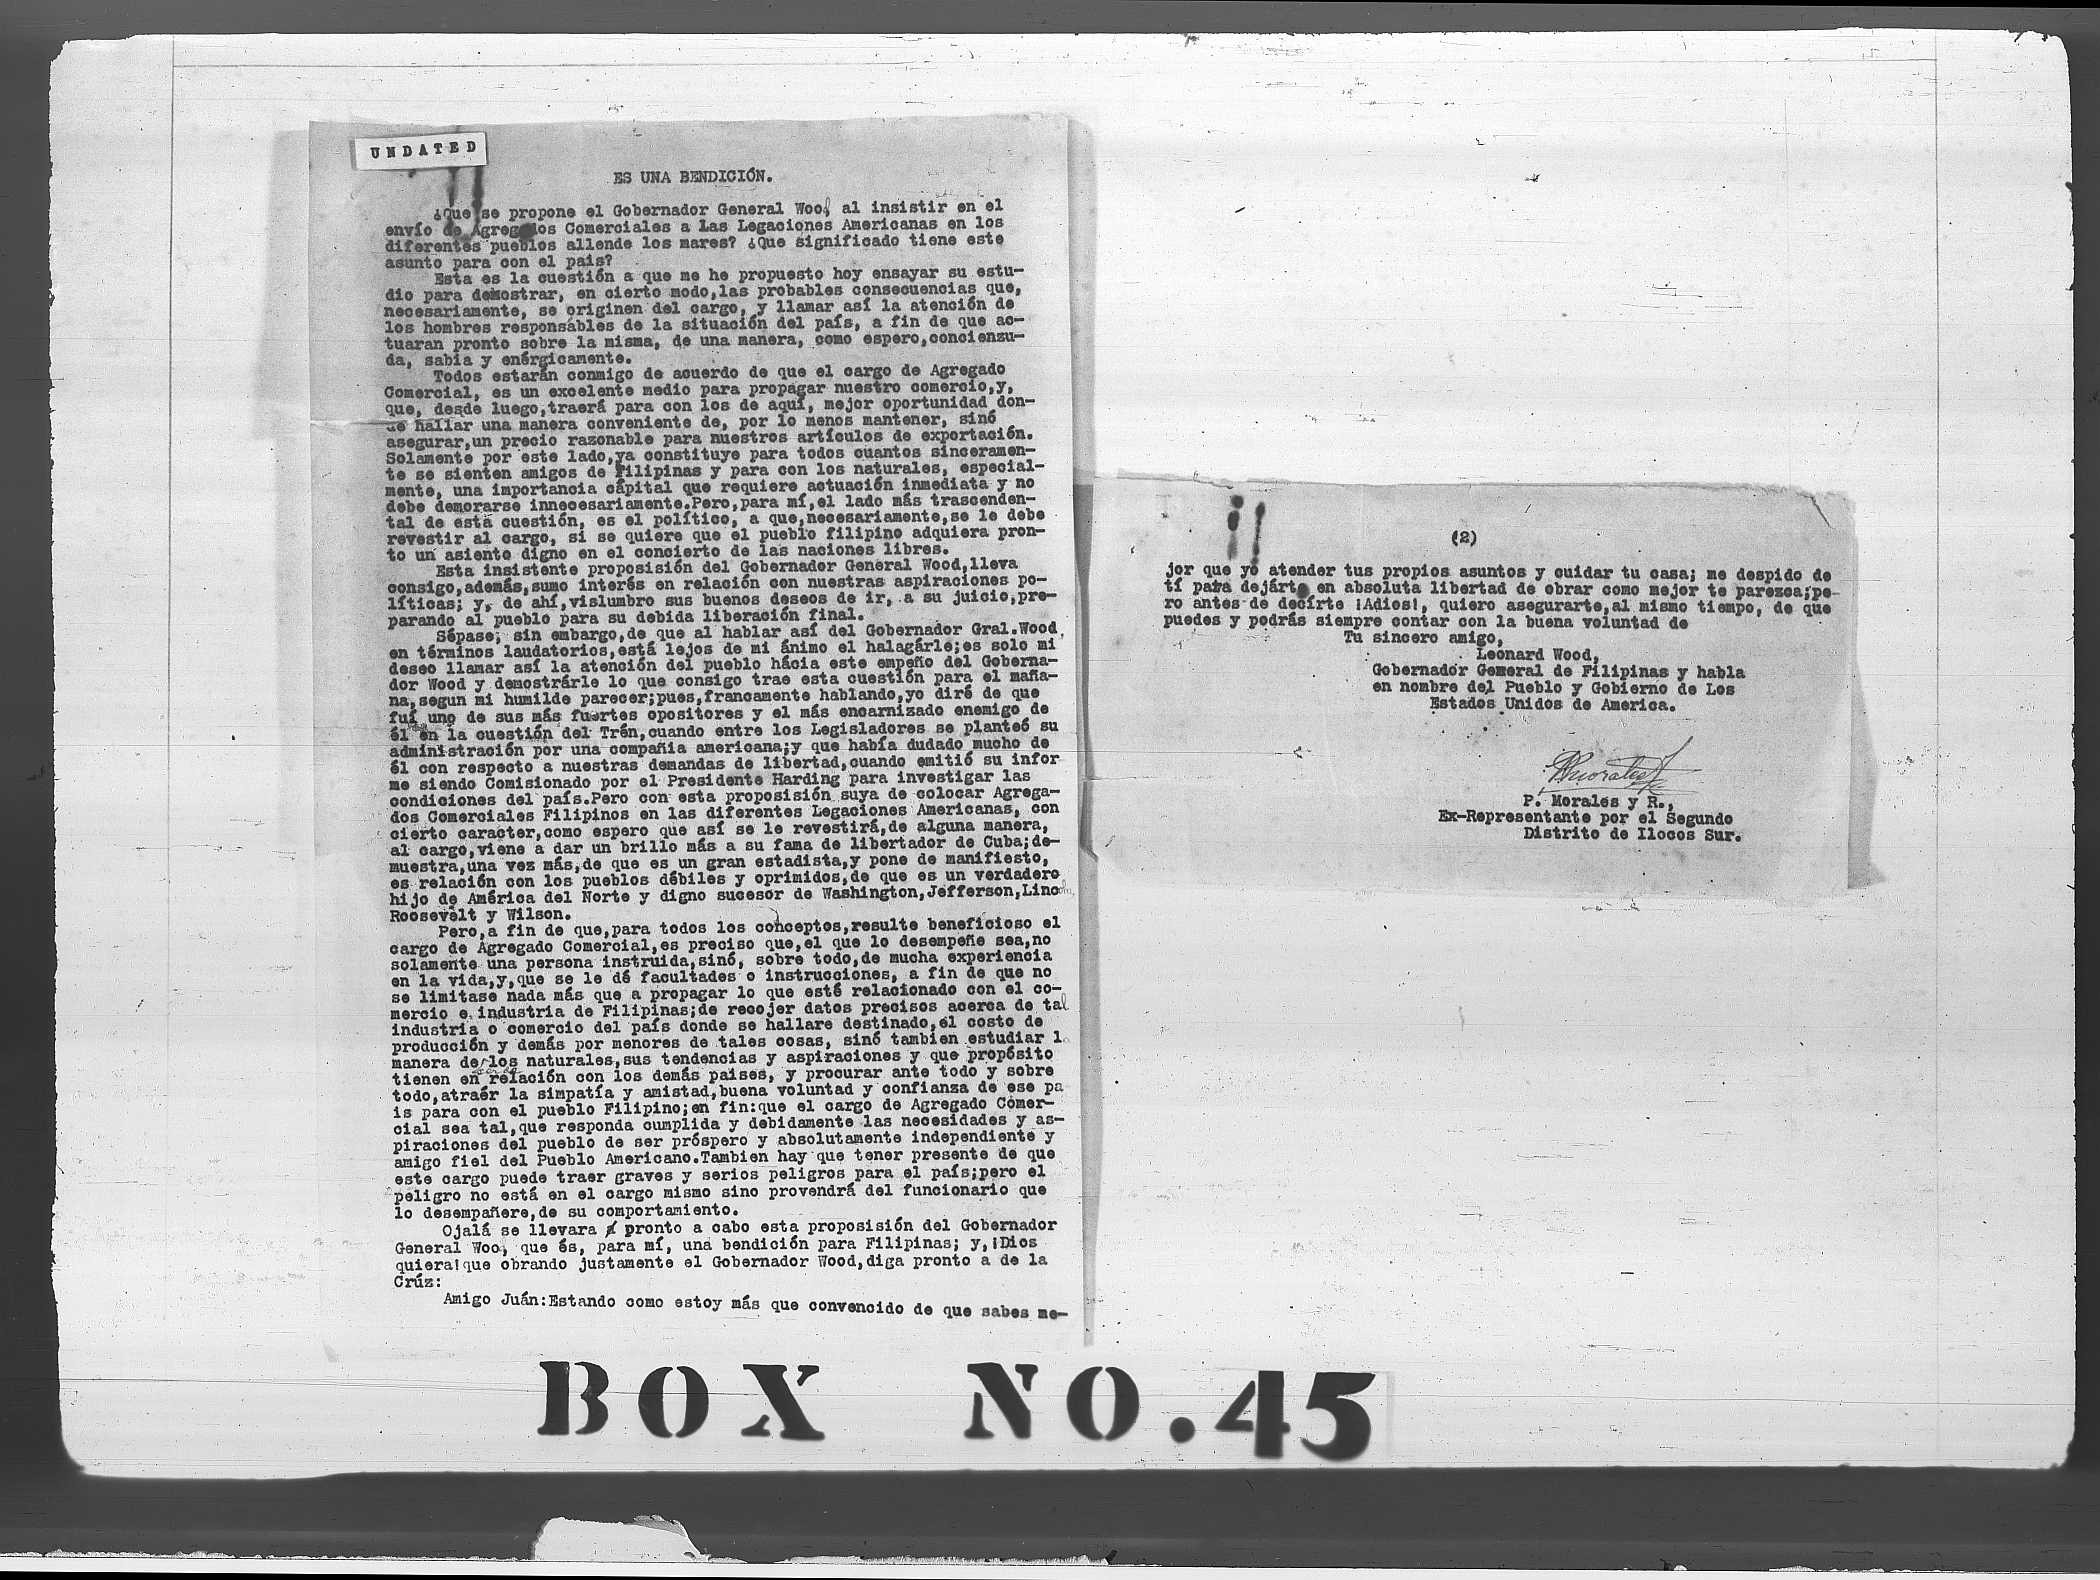 UNDATED
ES UNA BENDICIÓN.
¿Que se propone el Gobernador General Wood al insistir en el
envío de Agregados Comerciales a Las Legaciones Americanas en los
diferentes pueblos allende los mares? ¿Que significado tiene este
asunto para con el pais?
Esta es la cuestión a que me he propuesto hoy ensayar su estu-
dio para demostrar, en cierto modo,las probables consecuencias que,
necesariamente, se originen del cargo, y llamar así la atención de
los hombres responsables de la situación del país, a fin de que ac-
tuaran pronto sobre la misma, de una manera, como espero,concienzu-
da, sabia y enérgicamente.
Todos estarán conmigo de acuerdo de que el cargo de Agregado
Comercial, es un excelente medio para propagar nuestro comercio,y,
que, desde luego,traerá para con los de aquí, mejor oportunidad don-
de hallar una manera conveniente de, por lo menos mantener, sinó
asegurar,un precio razonable para nuestros artículos de exportación.
Solamente por este lado,ya constituye para todos cuantos sinceramen-
te se sienten amigos de Filipinas y para con los naturales, especial-
mente, una importancia cápital que requiere actuación inmediata y no
debe demorarse innecesariamente.Pero,para mí,el lado más trascenden-
tal de esta cuestión, es el político, a que,necesariamente,se le debe
revestir al cargo, si se quiere que el pueblo filipino adquiera pron-
to un asiento digno en el concierto de las naciones libres.
Esta insistente proposisión del Gobernador General Wood,lleva
consigo,además,sumo interés en relación con nuestras aspiraciones po-
líticas; y, de ahí,vislumbro sus buenos deseos de ir, a su juicio,pre-
parando al pueblo para su debida liberación final.
Sépase, sin embargo,de que al hablar así del Gobernador Gral.Wood,
en términos laudatorios,está lejos de mi ánimo el halagárle;es solo mi
deseo llamar así la atención del pueblo hácia este empeño del Goberna-
dor Wood y demostrárle lo que consigo trae esta cuestión para el maña-
na,segun mi humilde parecer;pues,francamente hablando,yo diré de que
fuí uno de sus más fuertes opositores y el más encarnizado enemigo de
él en la cuestión del Trén,cuando entre los Legisladores se planteó su
administración por una compañia americana;y que había dudado mucho de
él con respecto a nuestras demandas de libertad,cuando emitió su infor
me siendo Comisionado por el Presidente Harding para investigar las
condiciones del país.Pero con esta proposisión suya de colocar Agrega-
dos Comerciales Filipinos en las diferentes Legaciones Americanas, con
cierto caracter,como espero que así se le revestirá,de alguna manera,
al cargo,viene a dar un brillo más a su fama de libertador de Cuba;de-
muestra,una vez más,de que es un gran estadista,y pone de manifiesto,
es relación con los pueblos débiles y oprimidos,de que es un verdadero
hijo de América del Norte y digno sucesor de Washington,Jefferson,Lincoln,
Roosevelt y Wilson.
Pero,a fin de que,para todos los conceptos,resulte beneficioso el
cargo de Agregado Comercial,es preciso que,el que lo desempeñe sea,no
solamente una persona instruida,sinó, sobre todo,de mucha experiencia
en la vida,y,que se le dé facultades o instrucciones, a fin de que no
se limitase nada más que a propagar lo que esté relacionado con el co-
mercio e industria de Filipinas;de recojer datos precisos acerca de tal
industria o comercio del país donde se hallare destinado,el costo de
producción y demás por menores de tales cosas, sinó tambien estudiar la
manera de los naturales,sus tendencias y aspiraciones y que propósito
tienen en relación con los demás paises, y procurar ante todo y sobre
todo,atraér la simpatía y amistad,buena voluntad y confianza de ese pa
is para con el pueblo Filipino;en fin:que el cargo de Agregado Comer-
cial sea tal,que responda cumplida y debidamente las necesidades y as-
piraciones del pueblo de ser próspero y absolutamente independiente y
amigo fiel del Pueblo Americano.Tambien hay que tener presente de que
este cargo puede traer graves y serios peligros para el país;pero el
peligro no está en el cargo mismo sino provendrá del funcionario que
lo desempañere,de su comportamiento.
Ojalá se llevara pronto a cabo esta proposisión del Gobernador
General Wood, que és, para mí, una bendición para Filipinas; y,¡Dios
quiera!que obrando justamente el Gobernador Wood,diga pronto a de la
Crúz:
Amigo Juán:Estando como estoy más que convencido de que sabes me-
(2)
jor que yo atender tus propios asuntos y cuidar tu casa; me despido de
tí para dejárte en absoluta libertad de obrar como mejor te parezca;pe-
ro antes de decírte ¡Adios!, quiero asegurarte,al mismo tiempo, de que
puedes y podrás siempre contar con la buena voluntad de
Tu sincero amigo,
Leonard Wood,
Gobernador General de Filipinas y habla
en nombre del Pueblo y Gobierno de Los
Estados Unidos de America.
P. Morales y R.,
Ex-Representante por el Segundo
Distrito de Ilocos Sur.
BOX NO.45